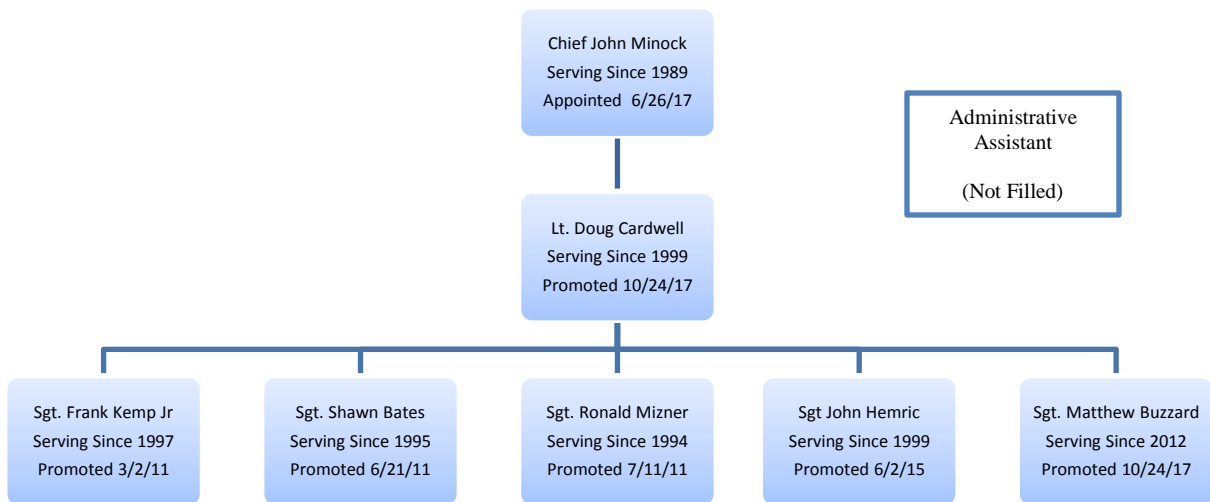 Chief John Minock
Serving Since 1989
Appointed 6/26/17
Administrative
Assistant
(Not Filled)
Lt. Doug Cardwell
Serving Since 1999
Promoted 10/24/17
Sgt. Frank Kemp Jr
Serving Since 1997
Promoted 3/2/11
Sgt. Shawn Bates
Serving Since 1995
Promoted 6/21/11
Sgt. Ronald Mizner
Serving Since 1994
Promoted 7/11/11
Sgt John Hemric
Serving Since 1999
Promoted 6/2/15
Sgt. Matthew Buzzard
Serving Since 2012
Promoted 10/24/17